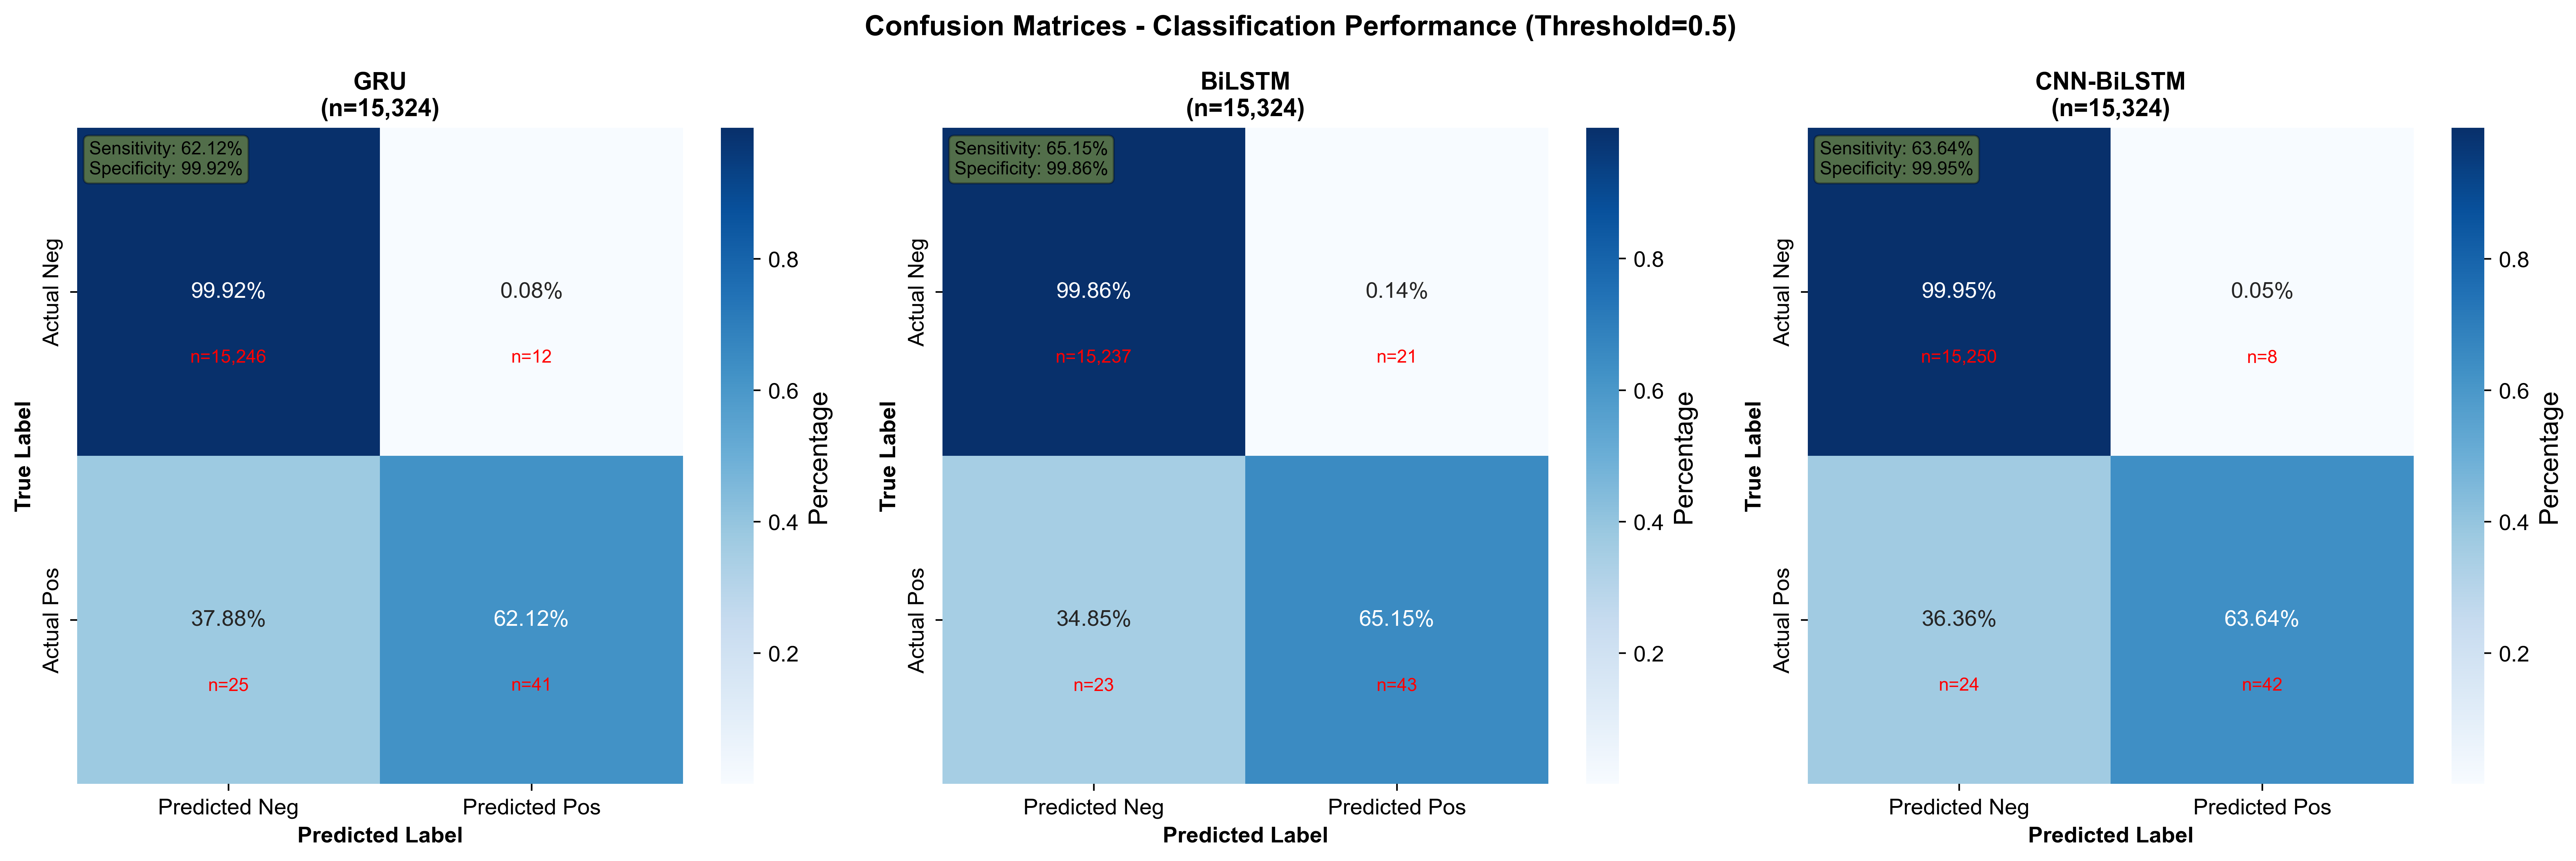 Confusion Matrices - Classification Performance (Threshold=0.5)
GRU
(n=15,324)
Sensitivity: 62.12%
Specificity: 99.92%
99.92%
0.08%
n=15,246
n=12
37.88%
62.12%
n=25
n=41
Actual Neg
Actual Pos
True Label
Predicted Neg
Predicted Pos
Predicted Label
0.8
0.6
0.4
0.2
Percentage
BiLSTM
(n=15,324)
Sensitivity: 65.15%
Specificity: 99.86%
99.86%
0.14%
n=15,237
n=21
34.85%
65.15%
n=23
n=43
Actual Neg
Actual Pos
True Label
Predicted Neg
Predicted Pos
Predicted Label
0.8
0.6
0.4
0.2
Percentage
CNN-BiLSTM
(n=15,324)
Sensitivity: 63.64%
Specificity: 99.95%
99.95%
0.05%
n=15,250
n=8
36.36%
63.64%
n=24
n=42
Actual Neg
Actual Pos
True Label
Predicted Neg
Predicted Pos
Predicted Label
0.8
0.6
0.4
0.2
Percentage